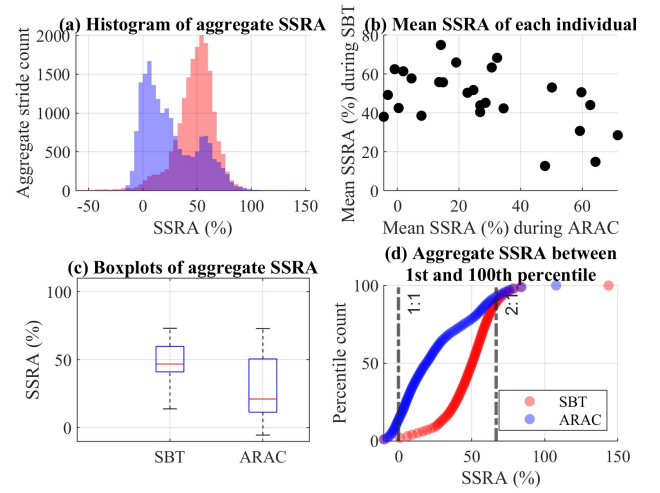 (a) Histogram of aggregate SSRA
2000
1500
1000
500
0
-50
0
50
100
150
Aggregate stride count
SSRA (%)
(b) Mean SSRA of each individual
80
60
40
20
0
0
20
40
60
Mean SSRA (%) during SBT
Mean SSRA (%) during ARAC
(c) Boxplots of aggregate SSRA
100
50
0
SSRA (%)
SBT
ARAC
(d) Aggregate SSRA between
1st and 100th percentile
100
50
0
0
50
100
150
Percentile count
1:1
2:1
SBT
ARAC
SSRA (%)